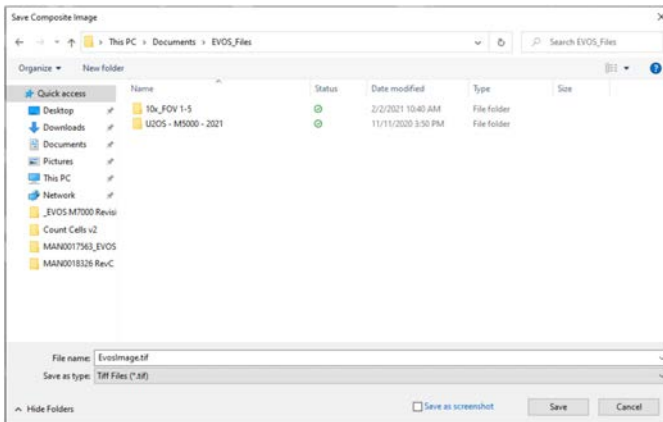 Save Composite Image
This PC > Documents > EVOS_Files
Search EVOS_Files
Organize
New folder
Name
Status
Date modified
Type
Size
Quick access
Desktop
Downloads
Documents
Pictures
This PC
Network
_EVOS M7000 Revisi
Count Cells v2
MAN0017563_EVOS
MAN0018326 RevC
10x_FOV 1-5
2/2/2021 10:40 AM
File folder
U2OS - M5000 - 2021
11/11/2020 3:50 PM
File folder
File name: EvosImage.tif
Save as type: Tiff Files (*.tif)
Hide Folders
Save as screenshot
Save
Cancel